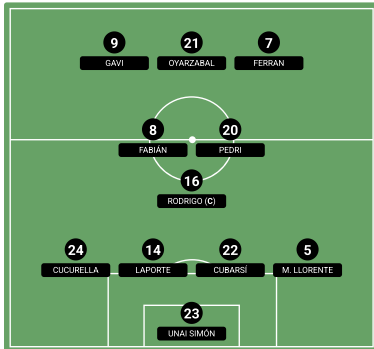 9 21 7
GAVI OYARZABAL FERRAN
8 20
FABIÁN PEDRI
16
RODRIGO (C)
24 14 22 5
CUCURELLA LAPORTE CUBARSÍ M. LLORENTE
23
UNAI SIMÓN